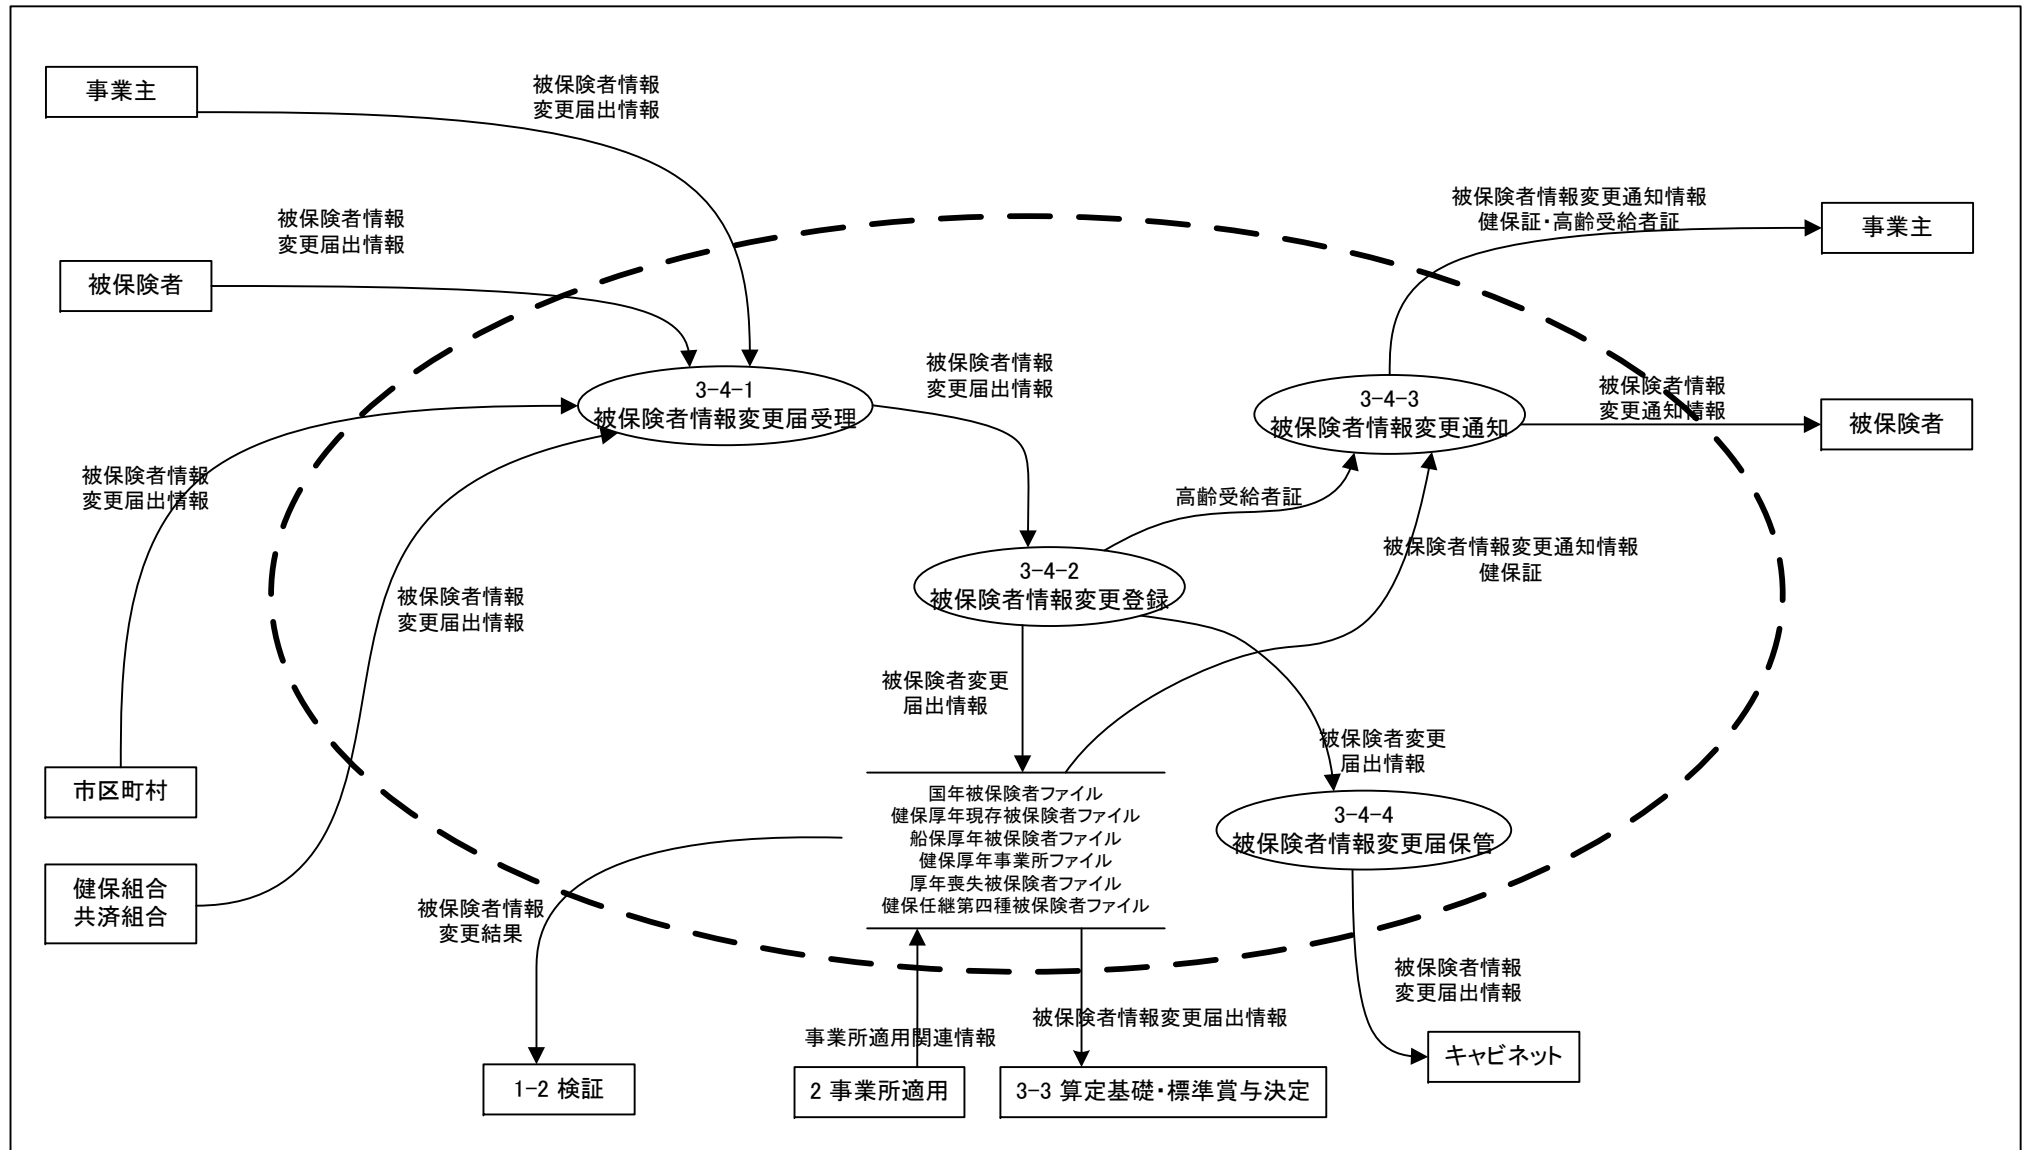 事業主
被保険者情報
変更届出情報
被保険者情報
変更届出情報
被保険者
被保険者情報変更通知情報
健保証・高齢受給者証
事業主
3-4-1
被保険者情報変更届受理
被保険者情報
変更届出情報
3-4-3
被保険者情報変更通知
被保険者情報
変更通知情報
被保険者
被保険者情報
変更届出情報
高齢受給者証
被保険者情報変更通知情報
健保証
3-4-2
被保険者情報変更登録
被保険者情報
変更届出情報
被保険者変更
届出情報
被保険者変更
届出情報
市区町村
国年被保険者ファイル
健保厚年現存被保険者ファイル
船保厚年被保険者ファイル
健保厚年事業所ファイル
厚年喪失被保険者ファイル
健保任継第四種被保険者ファイル
3-4-4
被保険者情報変更届保管
健保組合
共済組合
被保険者情報
変更結果
被保険者情報
変更届出情報
事業所適用関連情報
被保険者情報変更届出情報
キャビネット
1-2 検証
2 事業所適用
3-3 算定基礎・標準賞与決定